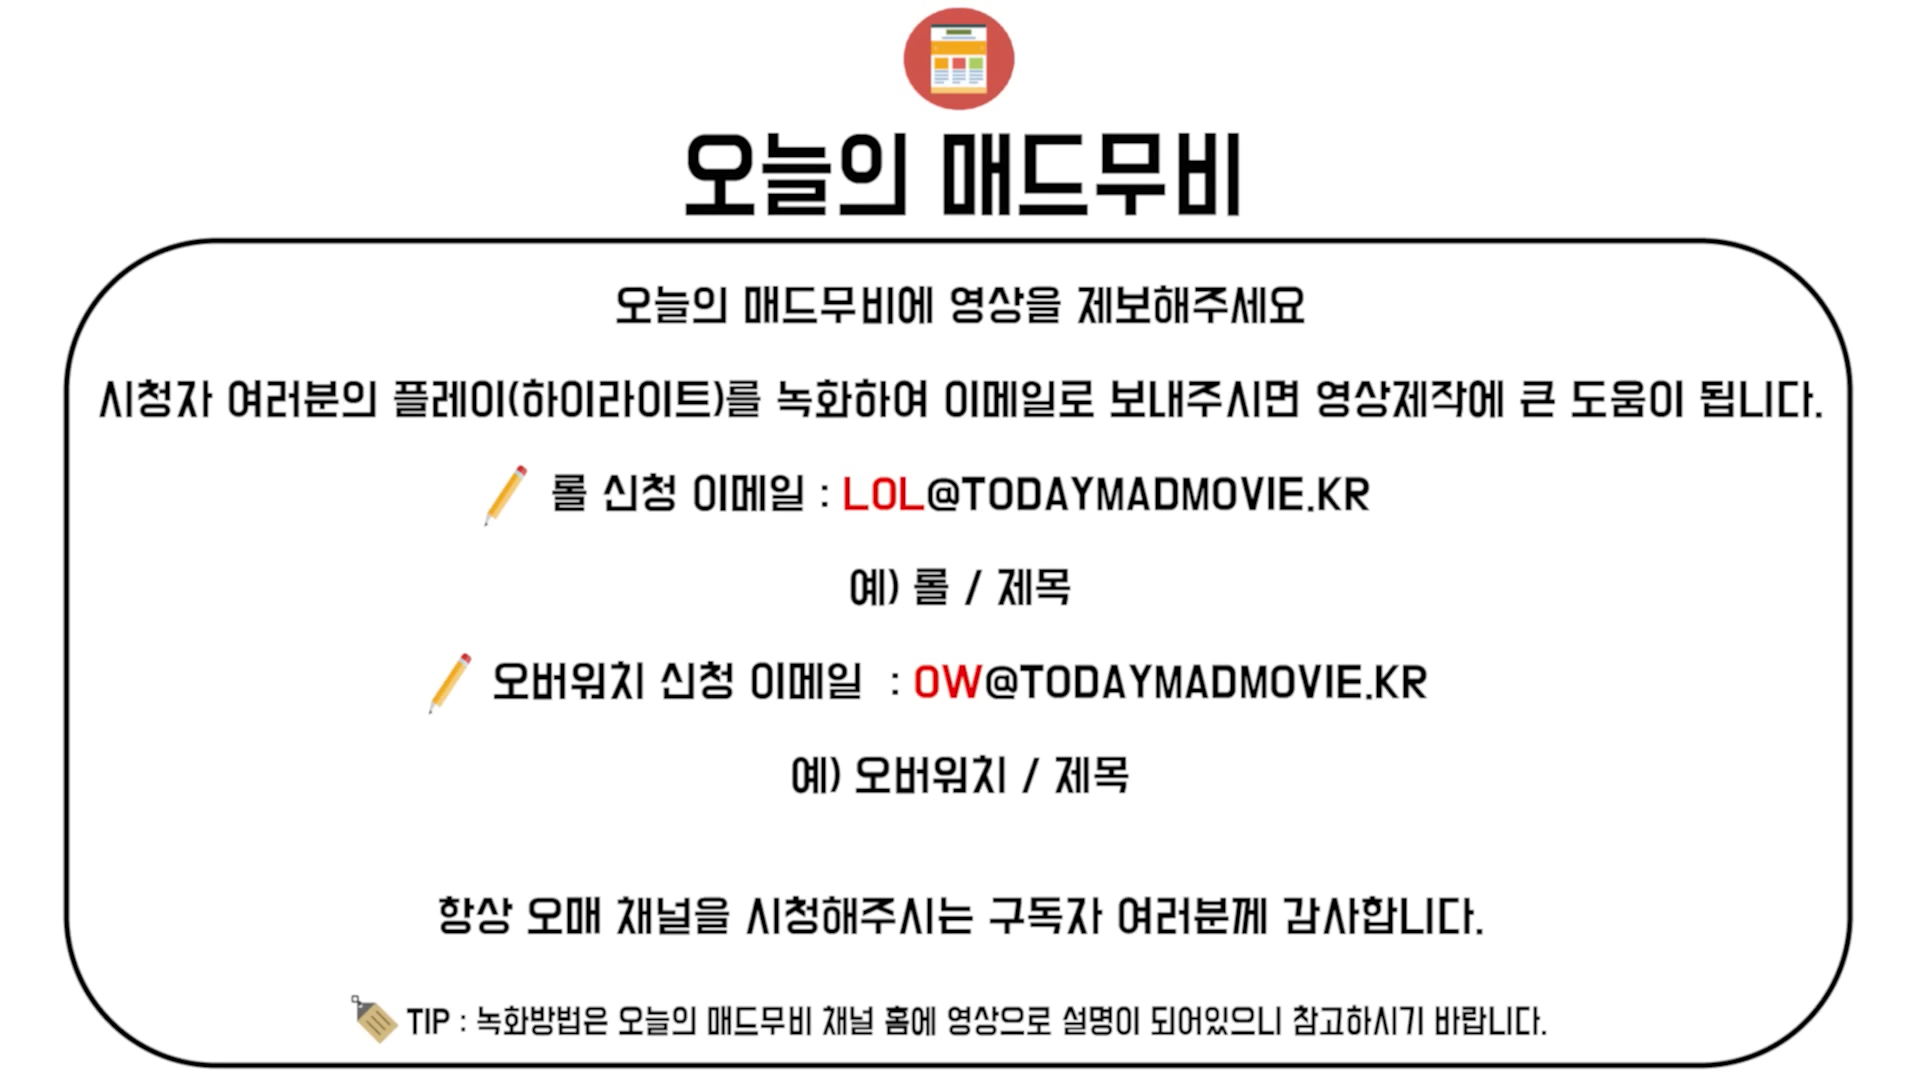 오늘의 매드무비
오늘의 매드무비에 영상을 제보해주세요
시청자 여러분의 플레이(하이라이트)를 녹화하여 이메일로 보내주시면 영상제작에 큰 도움이 됩니다.
롤 신청 이메일 : LOL@TODAYMADMOVIE.KR
예) 롤 / 제목
오버워치 신청 이메일 : OW@TODAYMADMOVIE.KR
예) 오버워치 / 제목
항상 오매 채널을 시청해주시는 구독자 여러분께 감사합니다.
TIP : 녹화방법은 오늘의 매드무비 채널 홈에 영상으로 설명이 되어있으니 참고하시기 바랍니다.